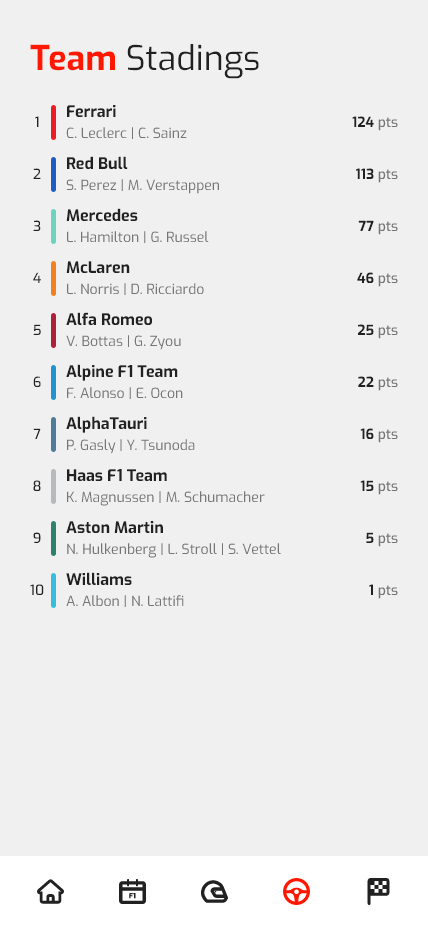 Team Stadings
1
Ferrari
C. Leclerc | C. Sainz
124 pts
2
Red Bull
S. Perez | M. Verstappen
113 pts
3
Mercedes
L. Hamilton | G. Russel
77 pts
4
McLaren
L. Norris | D. Ricciardo
46 pts
5
Alfa Romeo
V. Bottas | G. Zyou
25 pts
6
Alpine F1 Team
F. Alonso | E. Ocon
22 pts
7
AlphaTauri
P. Gasly | Y. Tsunoda
16 pts
8
Haas F1 Team
K. Magnussen | M. Schumacher
15 pts
9
Aston Martin
N. Hulkenberg | L. Stroll | S. Vettel
5 pts
10
Williams
A. Albon | N. Lattifi
1 pts
F1